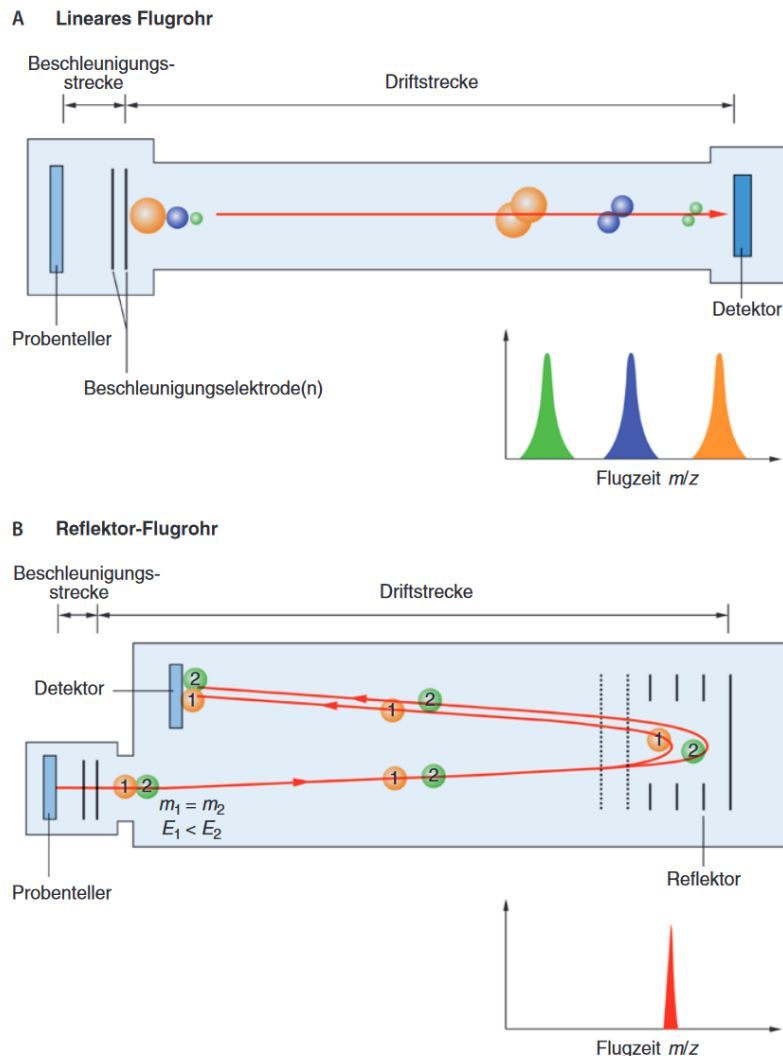 A Lineares Flugrohr
Beschleunigungs-
strecke
Driftstrecke
Probenteller
Detektor
Beschleunigungselektrode(n)
Flugzeit m/z
B Reflektor-Flugrohr
Beschleunigungs-
strecke
Driftstrecke
Detektor
2
1
1
2
1
2
1
2
1
2
m₁ = m₂
E₁ < E₂
Probenteller
Reflektor
Flugzeit m/z